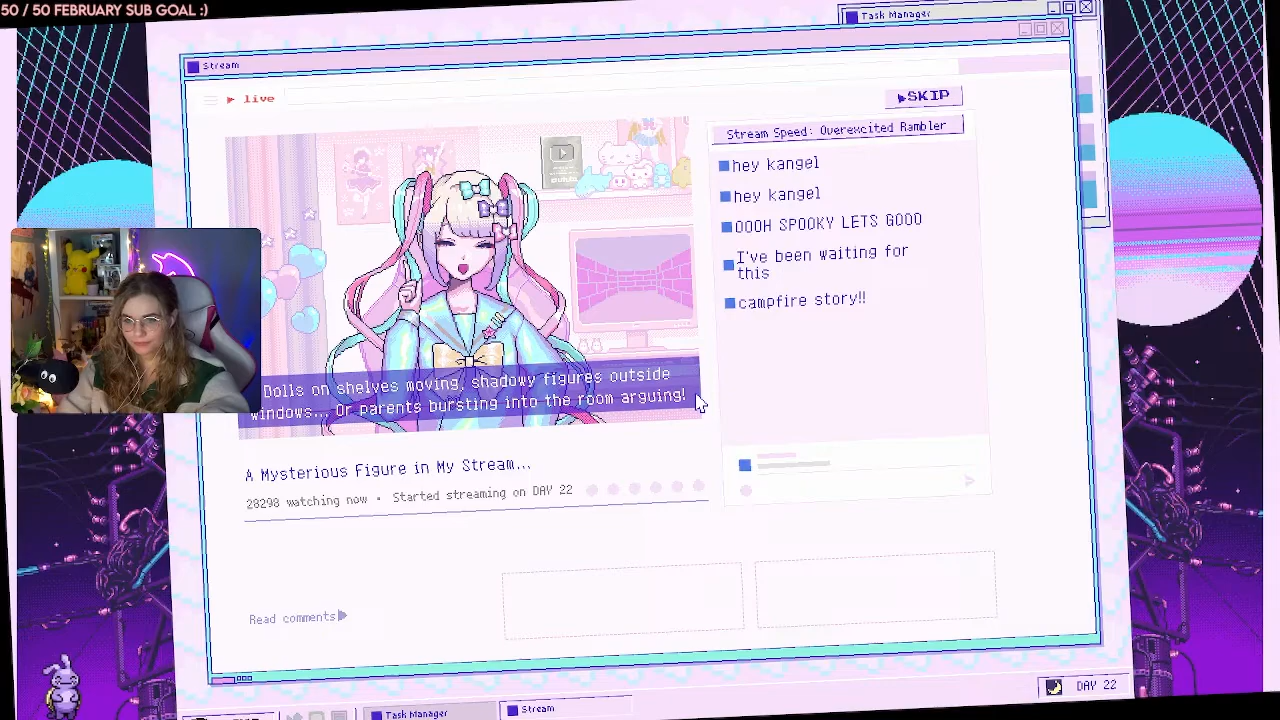 50 / 50 FEBRUARY SUB GOAL :)
Task Manager
Stream
live
▶SKIP
Stream Speed: Overexcited Rambler
hey kangel
hey kangel
OOOH SPOOKY LETS GOOD
I've been waiting for
this
campfire story!!
Dolls on shelves moving, shadowy figures outside
windows... Or parents bursting into the room arguing!
A Mysterious Figure in My Stream...
28298 watching now • Started streaming on DAY 22
Read comments▶
Task Manager
Stream
DAY 22